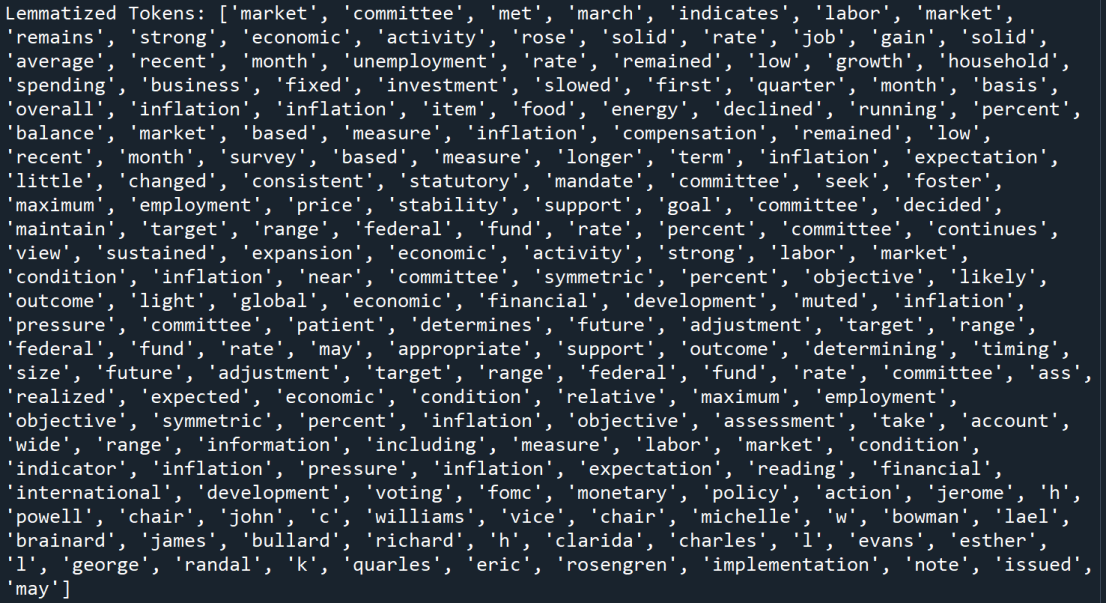 Lemmatized Tokens: ['market', 'committee', 'met', 'march', 'indicates', 'labor', 'market',
'remains', 'strong', 'economic', 'activity', 'rose', 'solid', 'rate', 'job', 'gain', 'solid',
'average', 'recent', 'month', 'unemployment', 'rate', 'remained', 'low', 'growth', 'household',
'spending', 'business', 'fixed', 'investment', 'slowed', 'first', 'quarter', 'month', 'basis',
'overall', 'inflation', 'inflation', 'item', 'food', 'energy', 'declined', 'running', 'percent',
'balance', 'market', 'based', 'measure', 'inflation', 'compensation', 'remained', 'low',
'recent', 'month', 'survey', 'based', 'measure', 'longer', 'term', 'inflation', 'expectation',
'little', 'changed', 'consistent', 'statutory', 'mandate', 'committee', 'seek', 'foster',
'maximum', 'employment', 'price', 'stability', 'support', 'goal', 'committee', 'decided',
'maintain', 'target', 'range', 'federal', 'fund', 'rate', 'percent', 'committee', 'continues',
'view', 'sustained', 'expansion', 'economic', 'activity', 'strong', 'labor', 'market',
'condition', 'inflation', 'near', 'committee', 'symmetric', 'percent', 'objective', 'likely',
'outcome', 'light', 'global', 'economic', 'financial', 'development', 'muted', 'inflation',
'pressure', 'committee', 'patient', 'determines', 'future', 'adjustment', 'target', 'range',
'federal', 'fund', 'rate', 'may', 'appropriate', 'support', 'outcome', 'determining', 'timing',
'size', 'future', 'adjustment', 'target', 'range', 'federal', 'fund', 'rate', 'committee', 'ass',
'realized', 'expected', 'economic', 'condition', 'relative', 'maximum', 'employment',
'objective', 'symmetric', 'percent', 'inflation', 'objective', 'assessment', 'take', 'account',
'wide', 'range', 'information', 'including', 'measure', 'labor', 'market', 'condition',
'indicator', 'inflation', 'pressure', 'inflation', 'expectation', 'reading', 'financial',
'international', 'development', 'voting', 'fomc', 'monetary', 'policy', 'action', 'jerome', 'h',
'powell', 'chair', 'john', 'c', 'williams', 'vice', 'chair', 'michelle', 'w', 'bowman', 'lael',
'brainard', 'james', 'bullard', 'richard', 'h', 'clarida', 'charles', 'l', 'evans', 'esther',
'l', 'george', 'randal', 'k', 'quarles', 'eric', 'rosengren', 'implementation', 'note', 'issued',
'may']